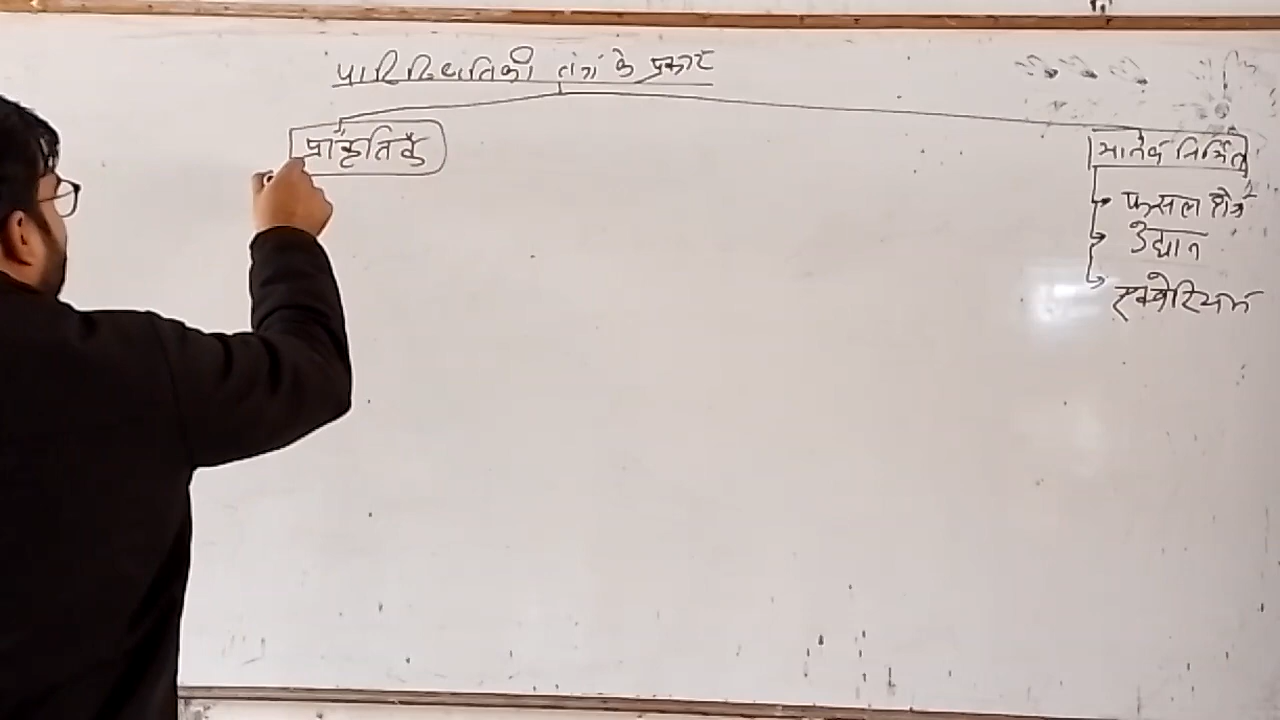 पारिस्थितिकी तंत्र के प्रकार
प्राकृतिक
मानव निर्मित
फसल क्षेत्र
उद्यान
एक्वेरियम